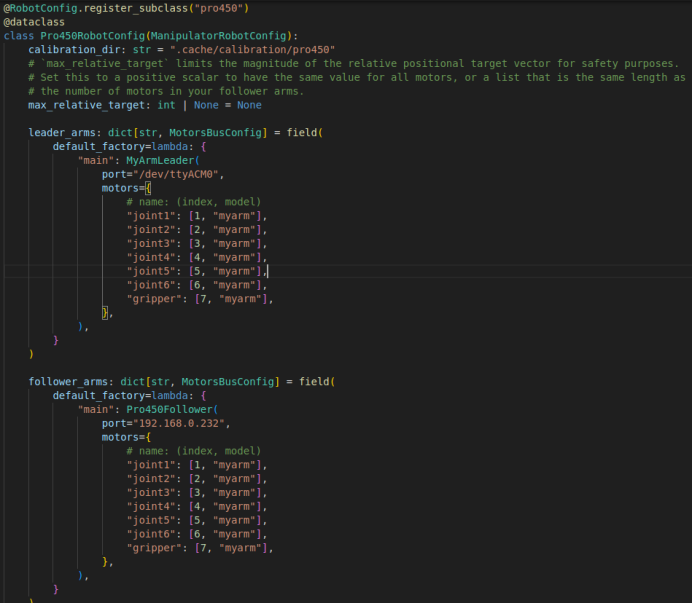 @RobotConfig.register_subclass("pro450")
@dataclass
class Pro450RobotConfig(ManipulatorRobotConfig):
    calibration_dir: str = ".cache/calibration/pro450"
    # `max_relative_target` limits the magnitude of the relative positional target vector for safety purposes.
    # Set this to a positive scalar to have the same value for all motors, or a list that is the same length as
    # the number of motors in your follower arms.
    max_relative_target: int | None = None

    leader_arms: dict[str, MotorsBusConfig] = field(
        default_factory=lambda: {
            "main": MyArmLeader(
                port="/dev/ttyACM0",
                motors={
                    # name: (index, model)
                    "joint1": [1, "myarm"],
                    "joint2": [2, "myarm"],
                    "joint3": [3, "myarm"],
                    "joint4": [4, "myarm"],
                    "joint5": [5, "myarm"],
                    "joint6": [6, "myarm"],
                    "gripper": [7, "myarm"],
                },
            ),
        }
    )

    follower_arms: dict[str, MotorsBusConfig] = field(
        default_factory=lambda: {
            "main": Pro450Follower(
                port="192.168.0.232",
                motors={
                    # name: (index, model)
                    "joint1": [1, "myarm"],
                    "joint2": [2, "myarm"],
                    "joint3": [3, "myarm"],
                    "joint4": [4, "myarm"],
                    "joint5": [5, "myarm"],
                    "joint6": [6, "myarm"],
                    "gripper": [7, "myarm"],
                },
            ),
        }
    )